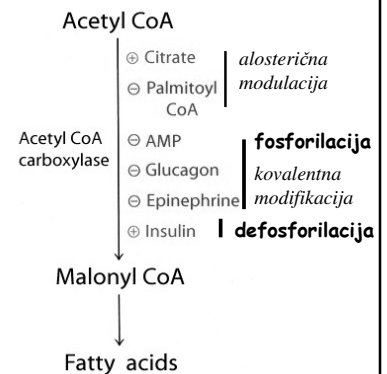 Acetyl CoA
⊕ Citrate
⊖ Palmitoyl
CoA
alosterična
modulacija
Acetyl CoA
carboxylase
⊖ AMP
⊖ Glucagon
⊖ Epinephrine
⊕ Insulin
fosforilacija
kovalentna
modifikacija
defosforilacija
Malonyl CoA
Fatty acids